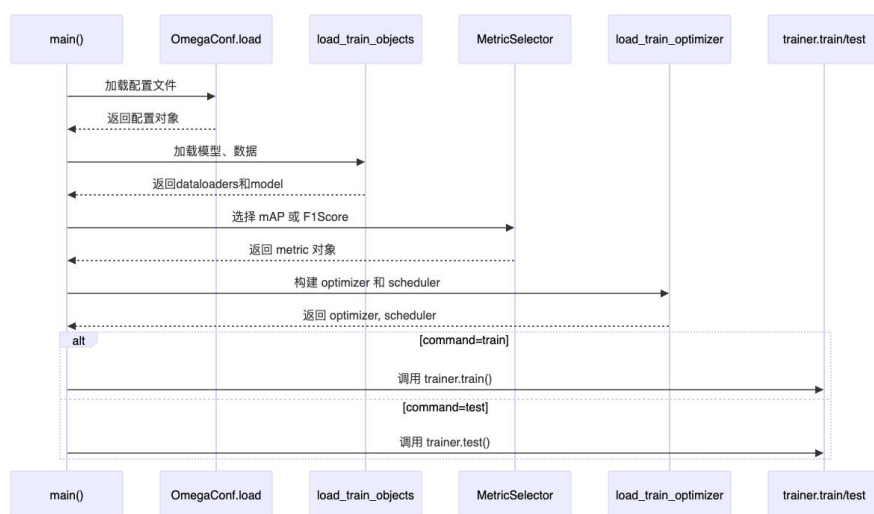 main() OmegaConf.load load_train_objects MetricSelector load_train_optimizer trainer.train/test
加载配置文件
返回配置对象
加载模型、数据
返回dataloaders和model
选择 mAP 或 F1Score
返回 metric 对象
构建 optimizer 和 scheduler
返回 optimizer, scheduler
alt [command=train]
调用 trainer.train()
[command=test]
调用 trainer.test()
main() OmegaConf.load load_train_objects MetricSelector load_train_optimizer trainer.train/test